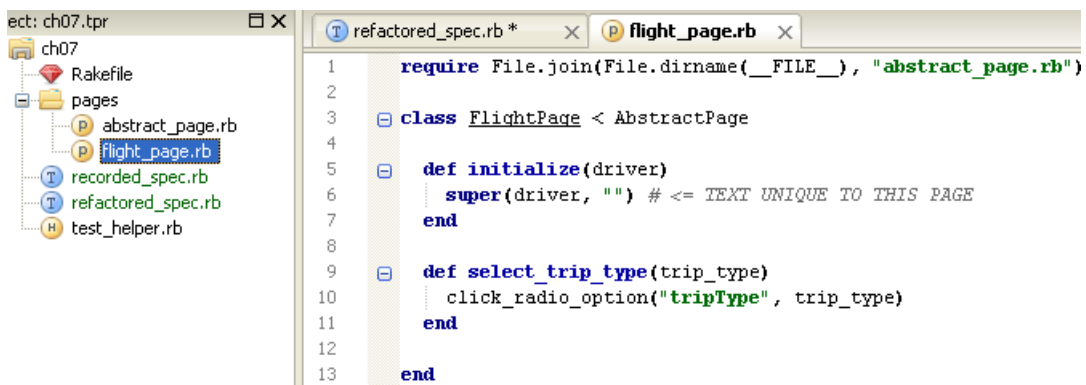 ect: ch07.tpr
ch07
Rakefile
pages
abstract_page.rb
flight_page.rb
recorded_spec.rb
refactored_spec.rb
test_helper.rb
refactored_spec.rb * flight_page.rb
1 require File.join(File.dirname(__FILE__), "abstract_page.rb")
2
3 class FlightPage < AbstractPage
4
5 def initialize(driver)
6 super(driver, "") # <= TEXT UNIQUE TO THIS PAGE
7 end
8
9 def select_trip_type(trip_type)
10 click_radio_option("tripType", trip_type)
11 end
12
13 end